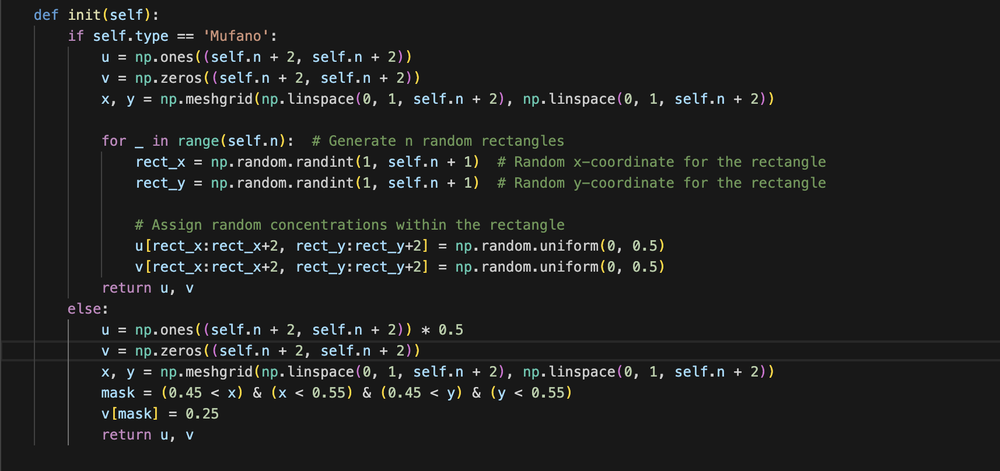 def init(self):
    if self.type == 'Mufano':
        u = np.ones((self.n + 2, self.n + 2))
        v = np.zeros((self.n + 2, self.n + 2))
        x, y = np.meshgrid(np.linspace(0, 1, self.n + 2), np.linspace(0, 1, self.n + 2))

        for _ in range(self.n):  # Generate n random rectangles
            rect_x = np.random.randint(1, self.n + 1)  # Random x-coordinate for the rectangle
            rect_y = np.random.randint(1, self.n + 1)  # Random y-coordinate for the rectangle

            # Assign random concentrations within the rectangle
            u[rect_x:rect_x+2, rect_y:rect_y+2] = np.random.uniform(0, 0.5)
            v[rect_x:rect_x+2, rect_y:rect_y+2] = np.random.uniform(0, 0.5)
        return u, v
    else:
        u = np.ones((self.n + 2, self.n + 2)) * 0.5
        v = np.zeros((self.n + 2, self.n + 2))
        x, y = np.meshgrid(np.linspace(0, 1, self.n + 2), np.linspace(0, 1, self.n + 2))
        mask = (0.45 < x) & (x < 0.55) & (0.45 < y) & (y < 0.55)
        v[mask] = 0.25
        return u, v